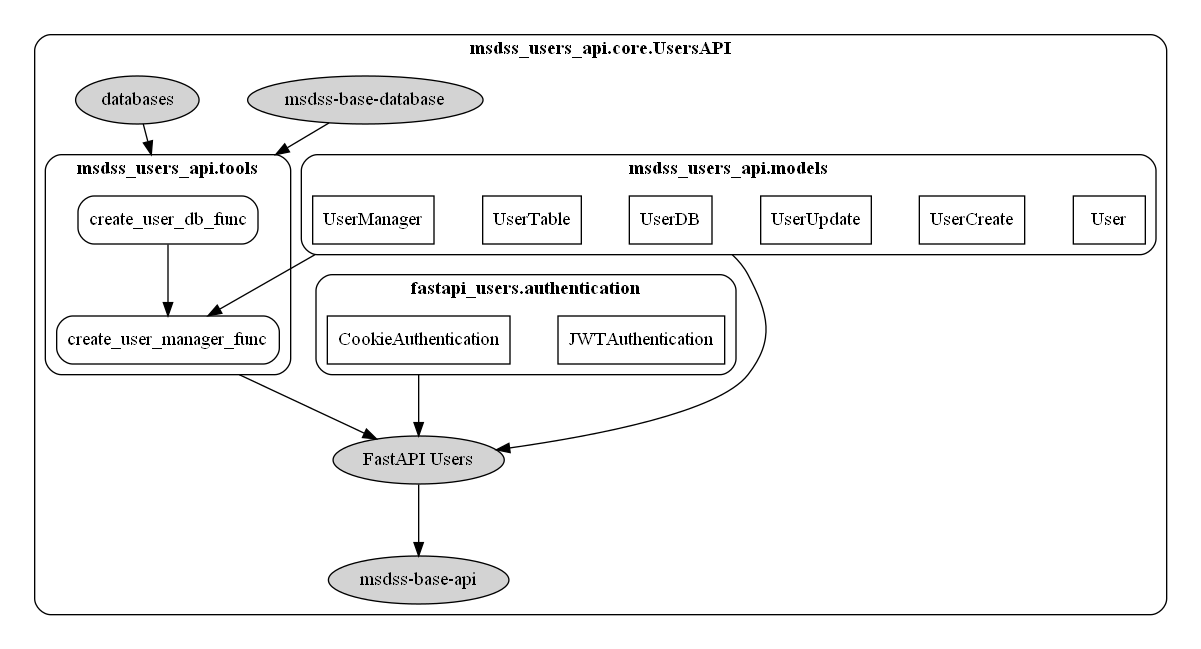 msdss_users_api.core.UsersAPI
databases
msdss-base-database
msdss_users_api.tools
msdss_users_api.models
create_user_db_func
UserManager
UserTable
UserDB
UserUpdate
UserCreate
User
fastapi_users.authentication
create_user_manager_func
CookieAuthentication
JWTAuthentication
FastAPI Users
msdss-base-api